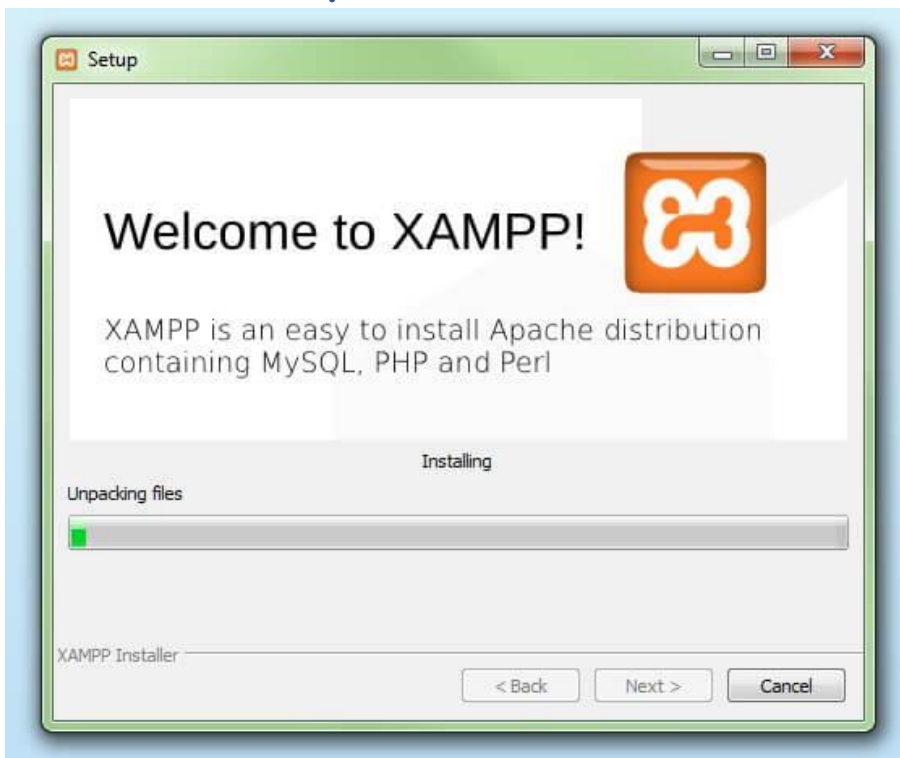 Setup
Welcome to XAMPP!
XAMPP is an easy to install Apache distribution
containing MySQL, PHP and Perl
Installing
Unpacking files
XAMPP Installer
< Back
Next >
Cancel